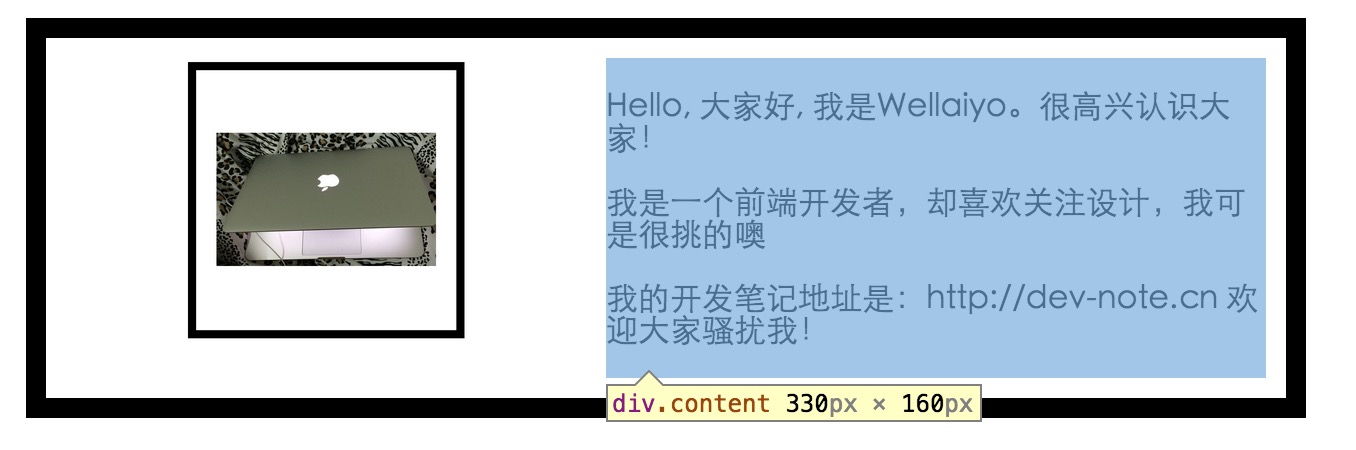 Hello, 大家好, 我是Wellaiyo。很高兴认识大
家！
我是一个前端开发者，却喜欢关注设计，我可
是很挑的噢
我的开发笔记地址是：http://dev-note.cn 欢
迎大家骚扰我！
div.content 330px × 160px